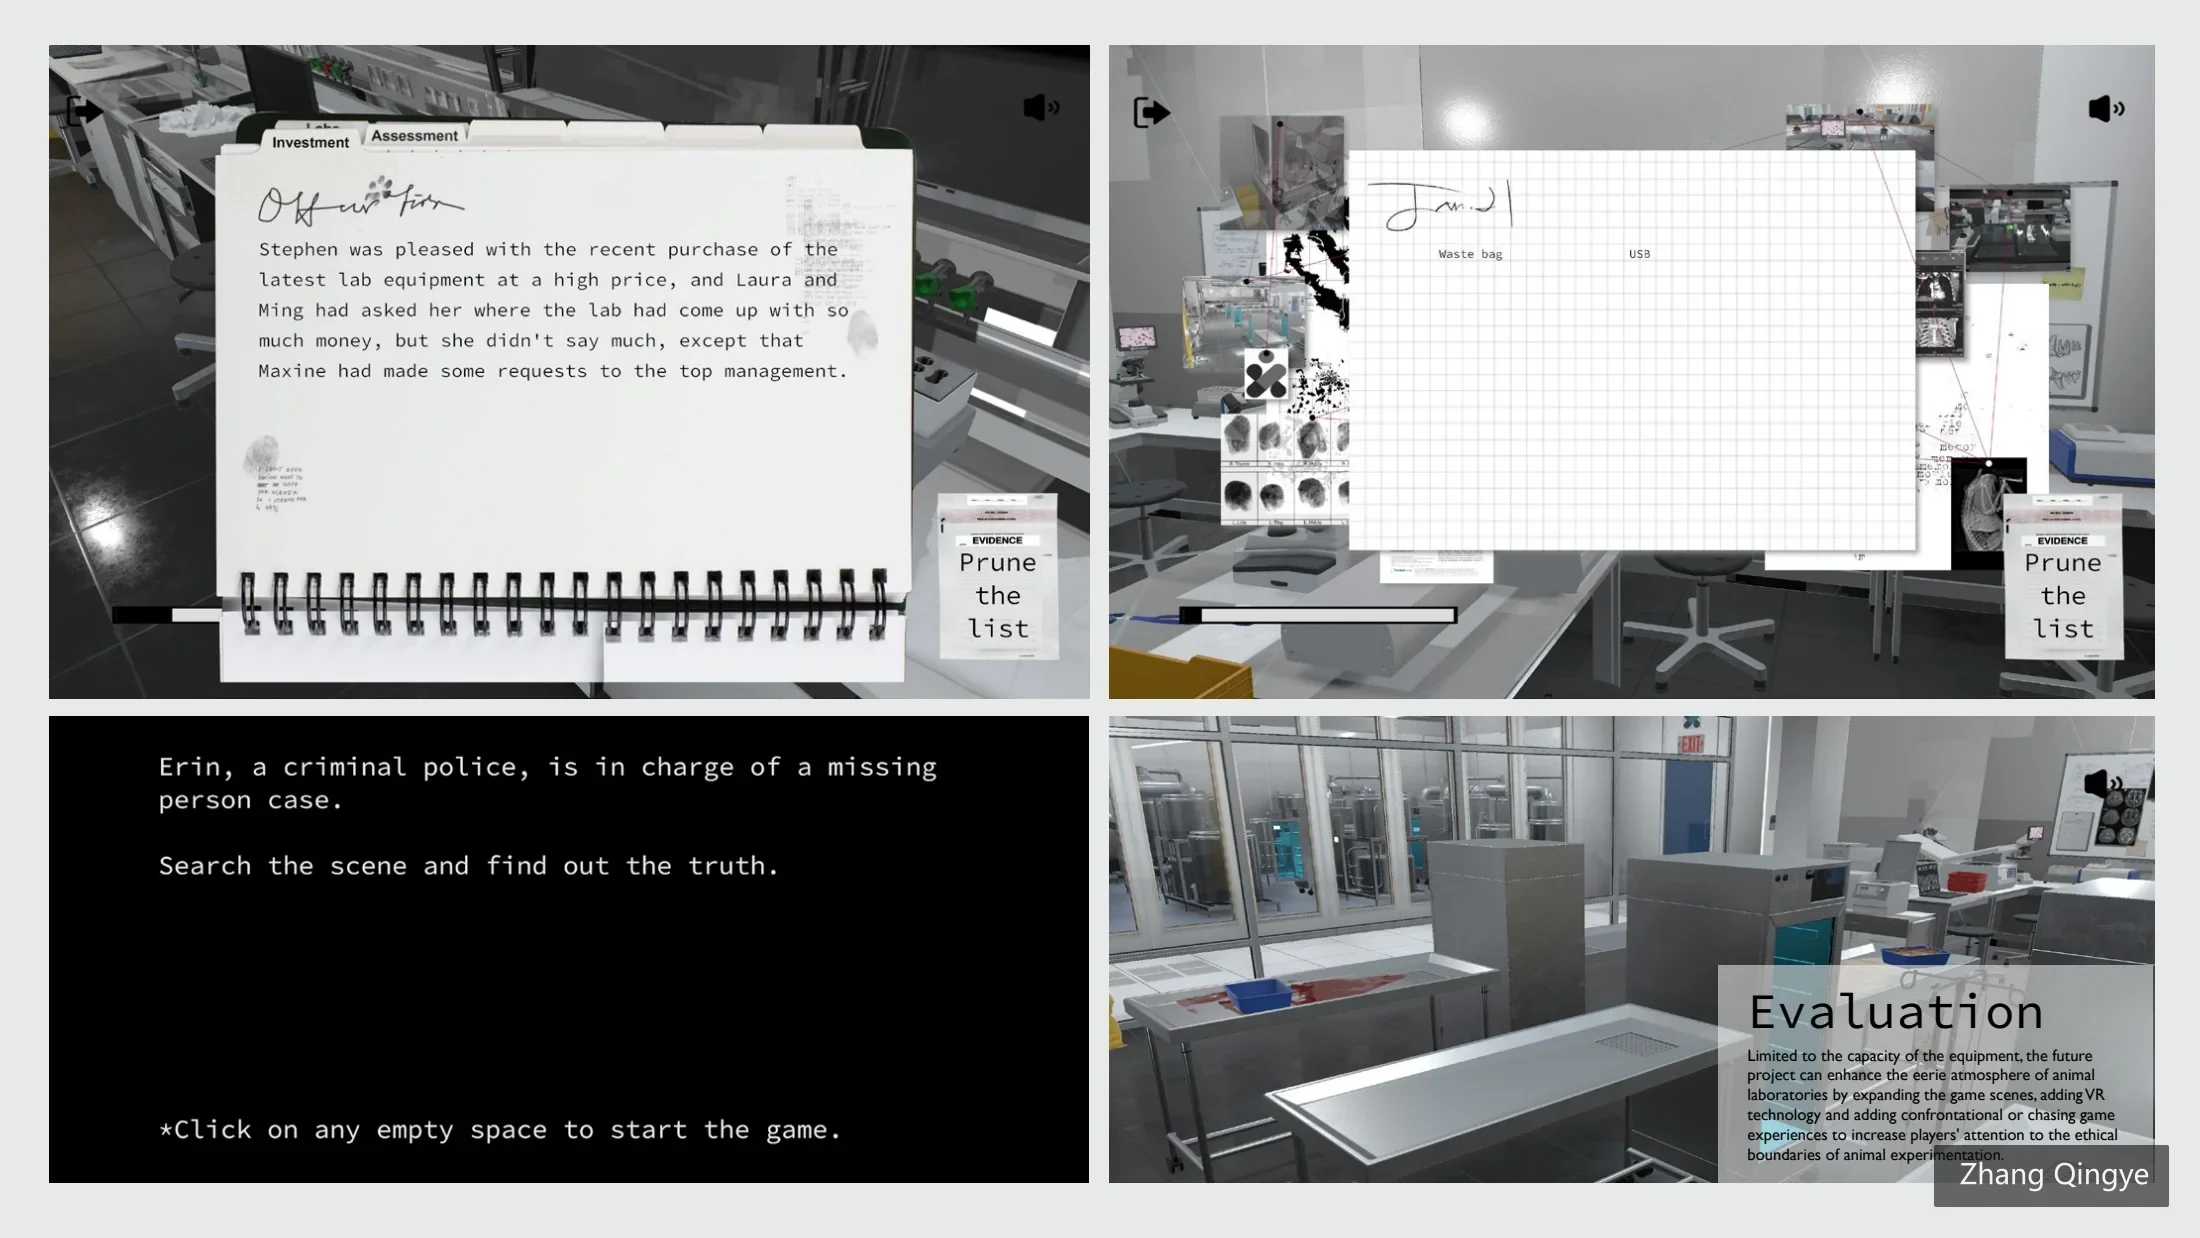 Investment
Assessment
Stephen was pleased with the recent purchase of the
latest lab equipment at a high price, and Laura and
Ming had asked her where the lab had come up with so
much money, but she didn't say much, except that
Maxine had made some requests to the top management.
EVIDENCE
Prune
the
list
Waste bag
USB
EVIDENCE
Prune
the
list
Erin, a criminal police, is in charge of a missing
person case.
Search the scene and find out the truth.
*Click on any empty space to start the game.
EXIT
Evaluation
Limited to the capacity of the equipment, the future
project can enhance the eerie atmosphere of animal
laboratories by expanding the game scenes, adding VR
technology and adding confrontational or chasing game
experiences to increase players' attention to the ethical
boundaries of animal experimentation.
Zhang Qingye